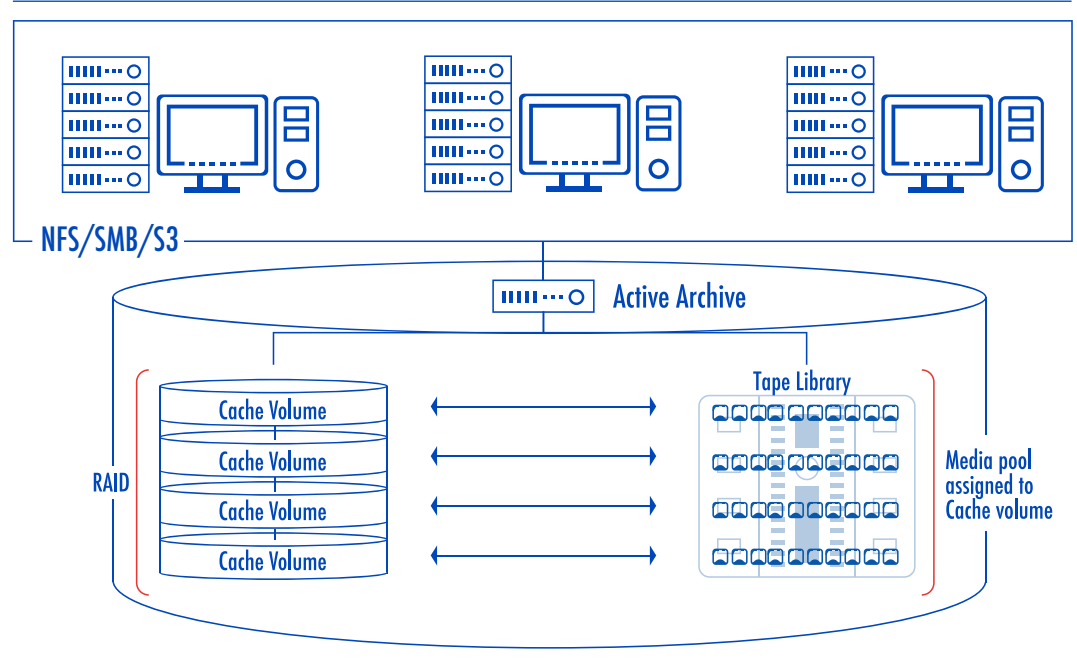 NFS/SMB/S3
Active Archive
Tape Library
Cache Volume
Cache Volume
Cache Volume
Cache Volume
RAID
Media pool
assigned to
Cache volume